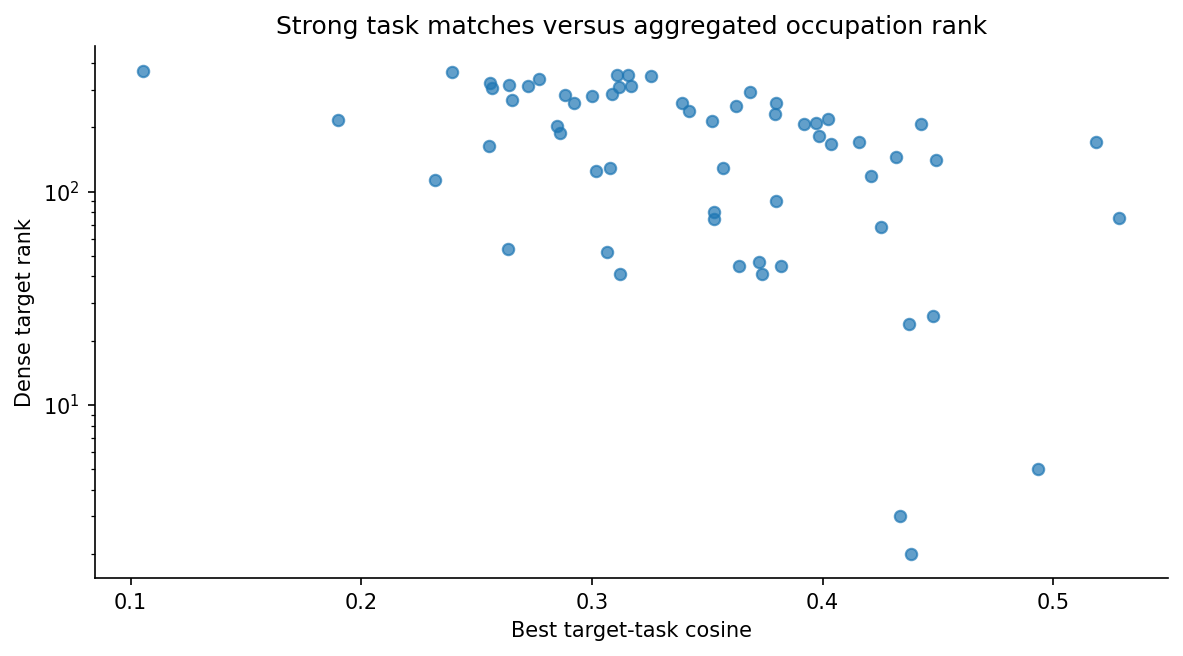 Strong task matches versus aggregated occupation rank
Dense target rank
10²
10¹
0.1 0.2 0.3 0.4 0.5
Best target-task cosine